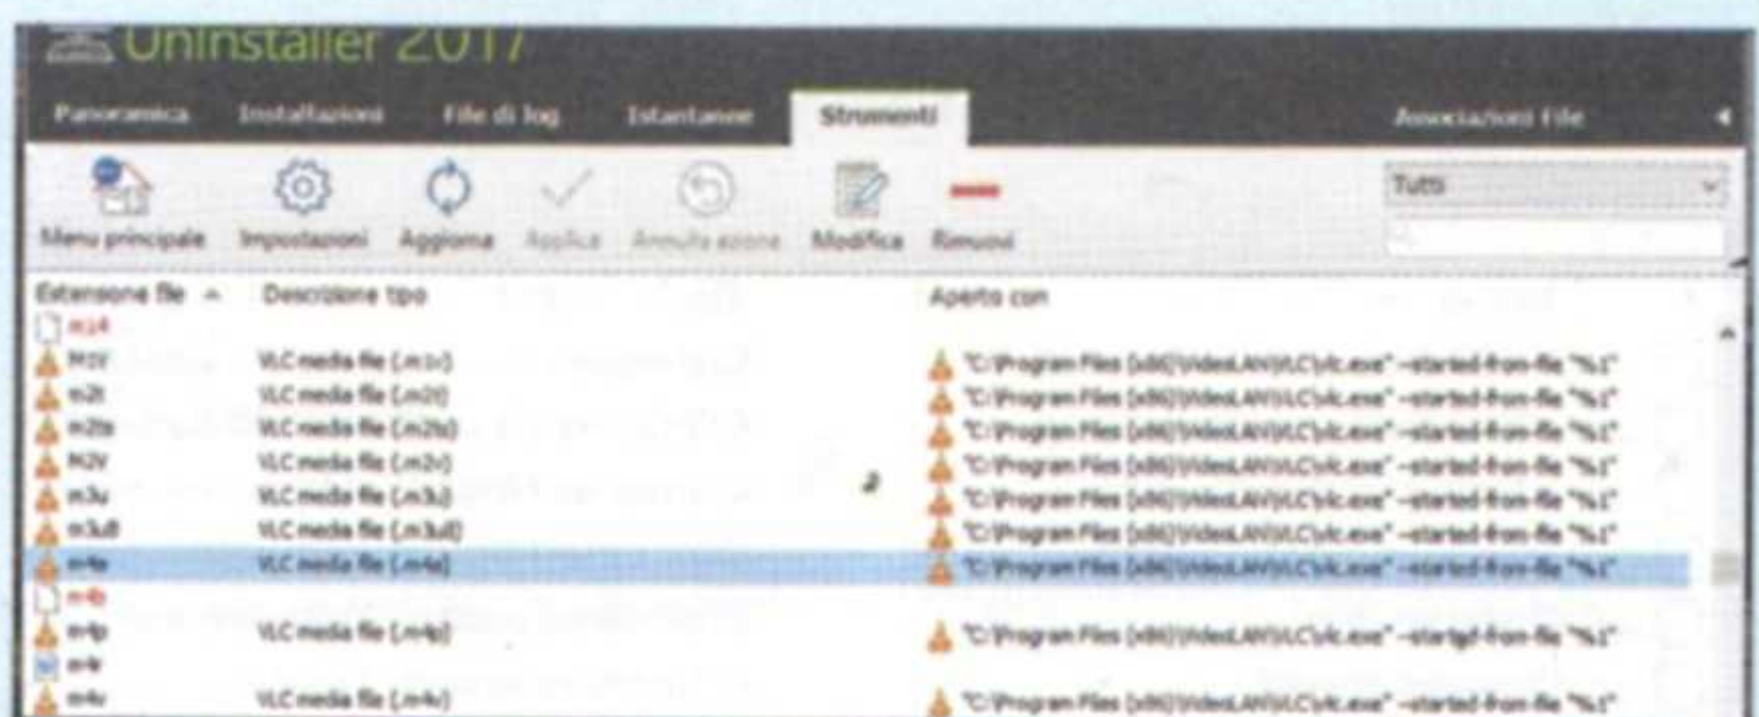 Uninstaller 2017
Panoramica Installazioni File di log Istantanee Strumenti Associazioni File
Tutti
Menu principale Impostazioni Aggiorna Applica Annulla azione Modifica Rimuovi
Estensione file Descrizione tipo Aperto con
m14
M1V VLC media file (.m1v) "C:\Program Files (x86)\VideoLAN\VLC\vlc.exe" --started-from-file "%1"
m2t VLC media file (.m2t) "C:\Program Files (x86)\VideoLAN\VLC\vlc.exe" --started-from-file "%1"
m2ts VLC media file (.m2ts) "C:\Program Files (x86)\VideoLAN\VLC\vlc.exe" --started-from-file "%1"
M2V VLC media file (.m2v) "C:\Program Files (x86)\VideoLAN\VLC\vlc.exe" --started-from-file "%1"
m3u VLC media file (.m3u) "C:\Program Files (x86)\VideoLAN\VLC\vlc.exe" --started-from-file "%1"
2
m3u8 VLC media file (.m3u8) "C:\Program Files (x86)\VideoLAN\VLC\vlc.exe" --started-from-file "%1"
m4a VLC media file (.m4a) "C:\Program Files (x86)\VideoLAN\VLC\vlc.exe" --started-from-file "%1"
m4b
m4p VLC media file (.m4p) "C:\Program Files (x86)\VideoLAN\VLC\vlc.exe" --started-from-file "%1"
m4r
m4v VLC media file (.m4v) "C:\Program Files (x86)\VideoLAN\VLC\vlc.exe" --started-from-file "%1"